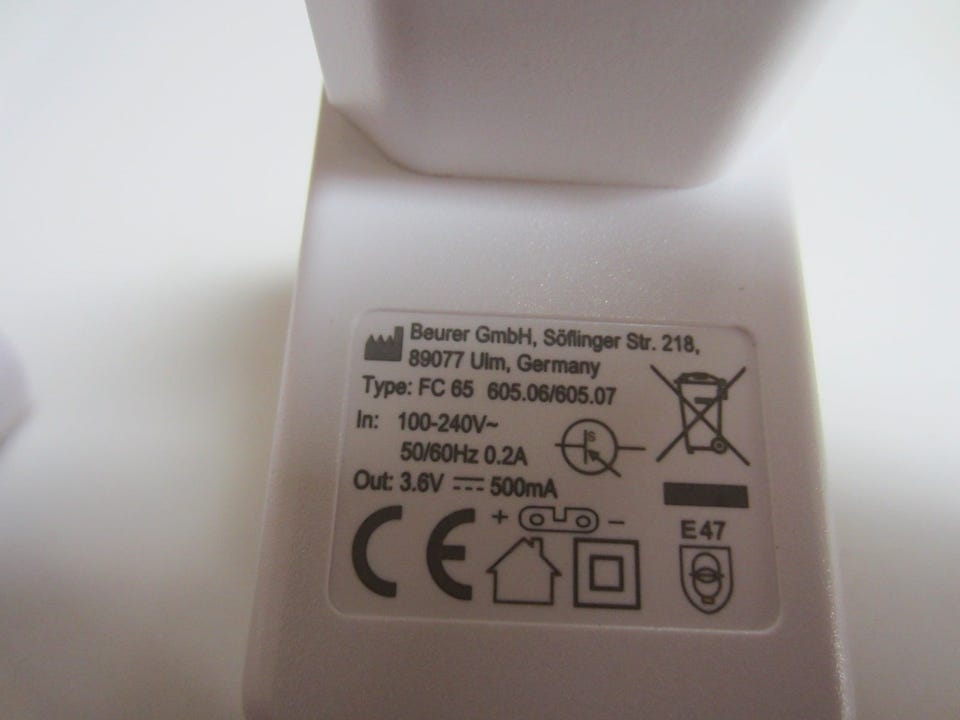 Beurer GmbH, Söflinger Str. 218,
89077 Ulm, Germany
Type: FC 65 605.06/605.07
In: 100-240V~
50/60Hz 0.2A
S
Out: 3.6V ⎓ 500mA
+ −
CE
E47